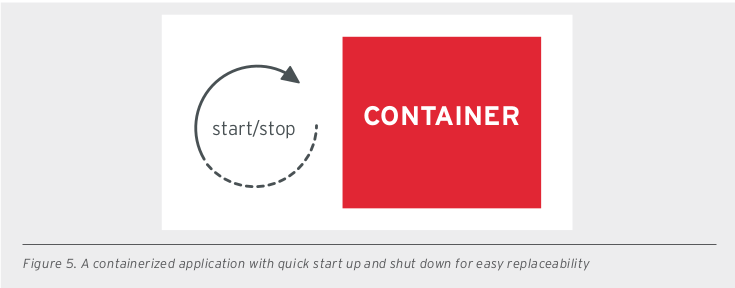 start/stop
CONTAINER
Figure 5. A containerized application with quick start up and shut down for easy replaceability